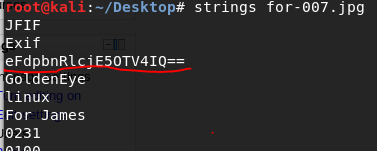 root@kali:~/Desktop# strings for-007.jpg
JFIF
Exif
eFdpbnRlcjE5OTV4IQ==
GoldenEye
linux
For James
0231
0100